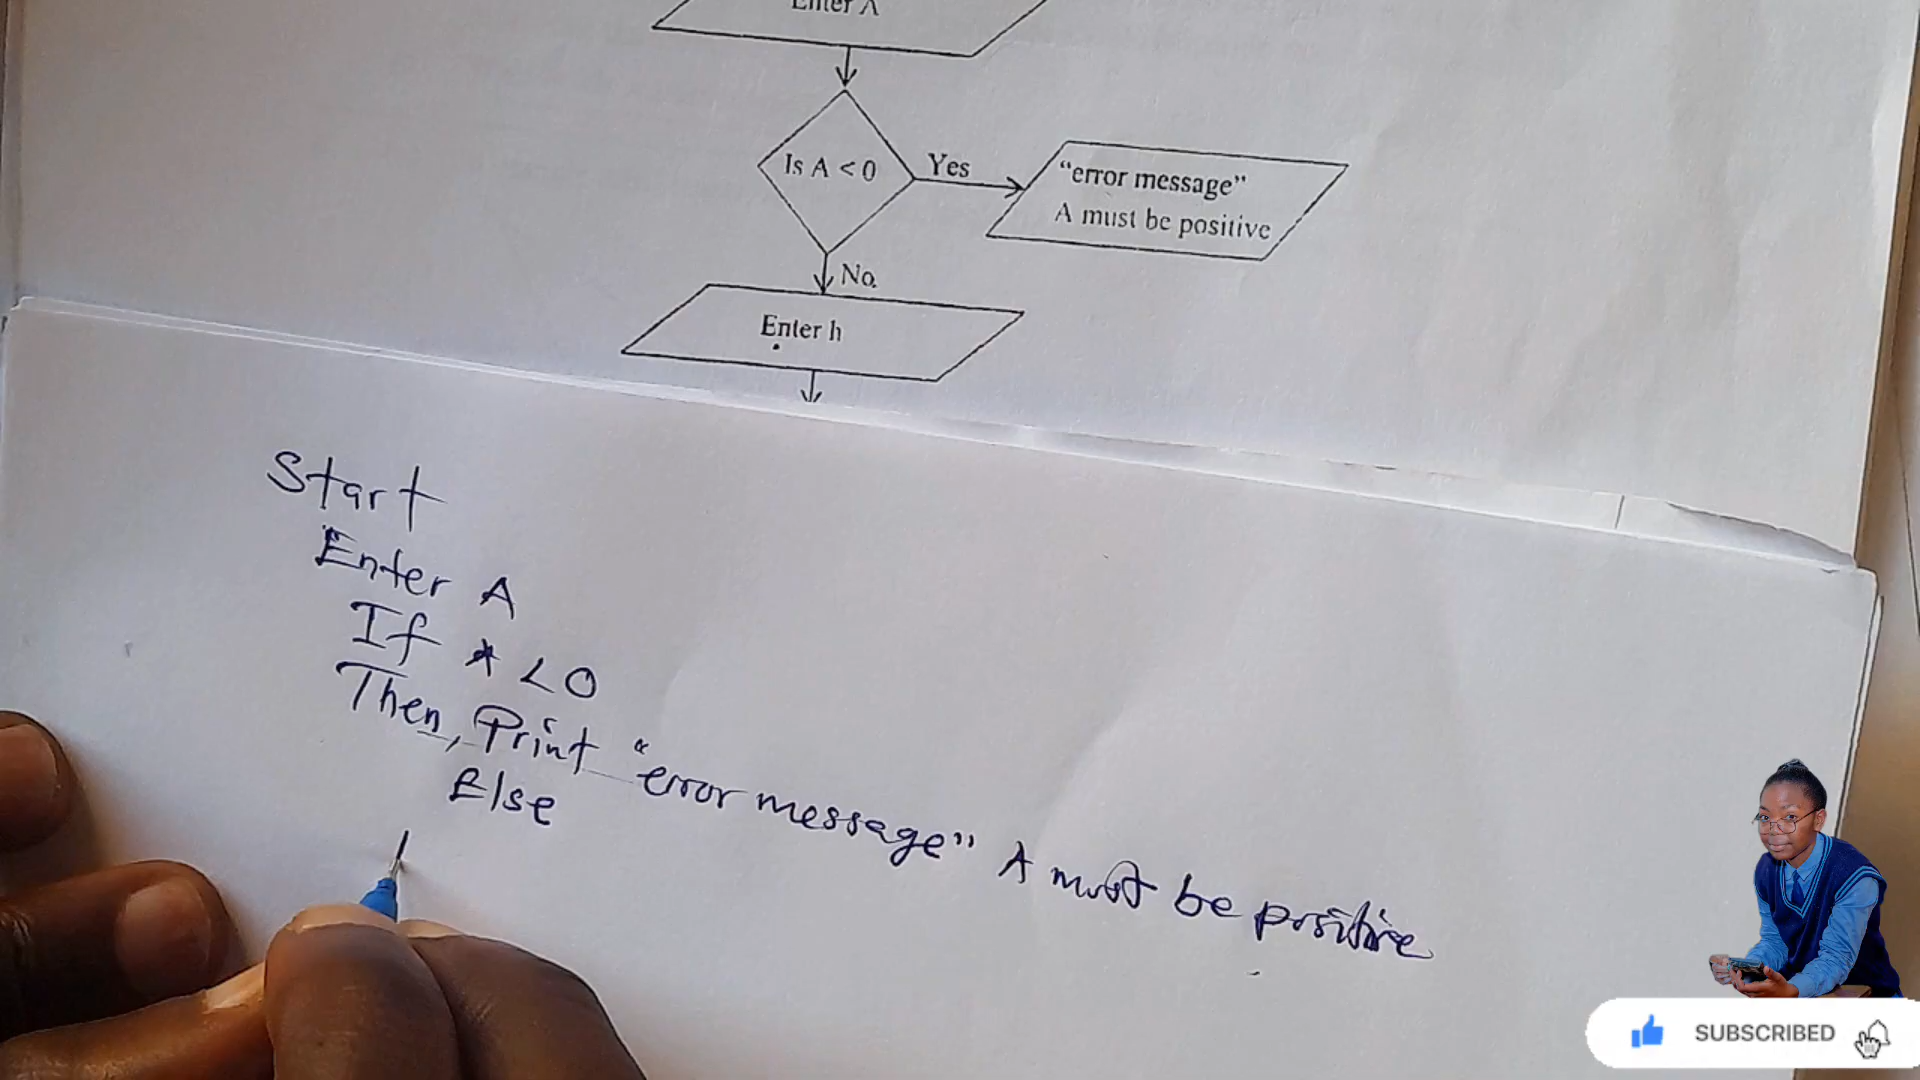 Enter A
Is A < 0
Yes
"error message"
A must be positive
No.
Enter h
Start
Enter A
If A < 0
Then, Print "error message" A must be positive
Else
SUBSCRIBED